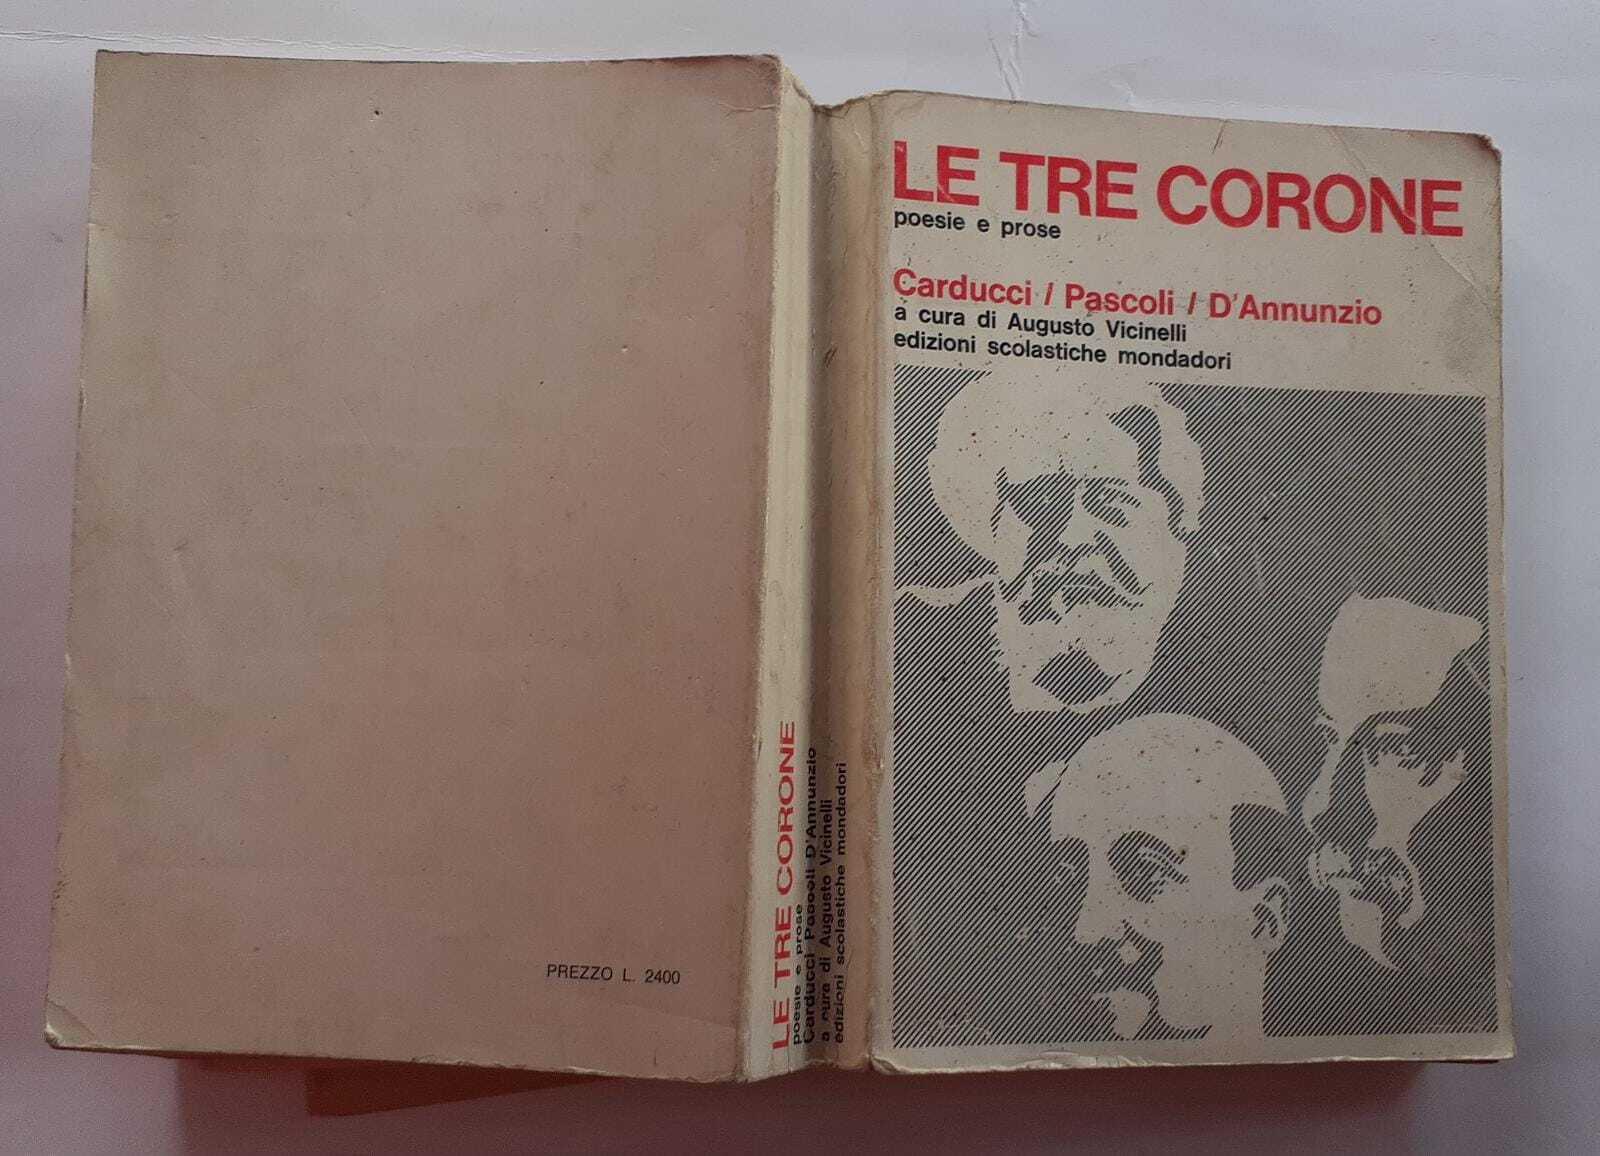 LE TRE CORONE
poesie e prose
Carducci / Pascoli / D'Annunzio
a cura di Augusto Vicinelli
edizioni scolastiche mondadori
LE TRE CORONE
poesie e prose
Carducci Pascoli D'Annunzio
a cura di Augusto Vicinelli
edizioni scolastiche mondadori
PREZZO L. 2400